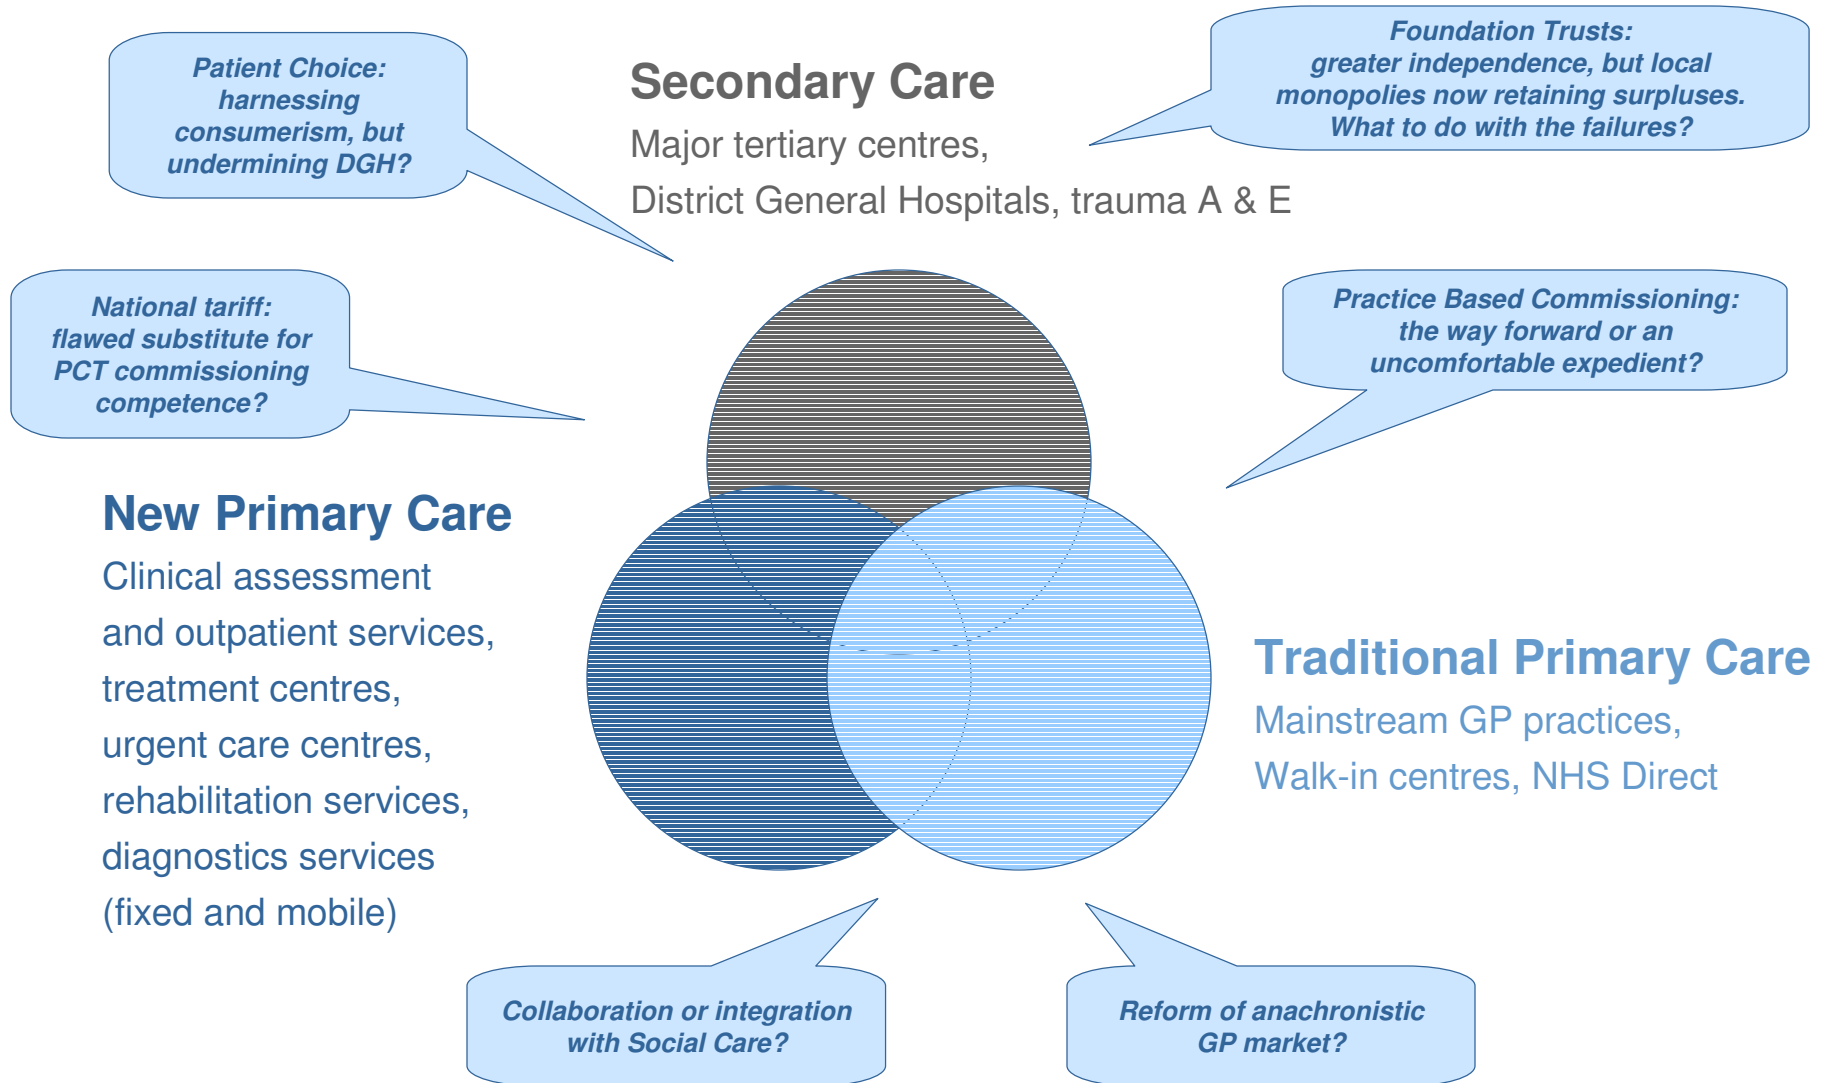 Patient Choice:
harnessing
consumerism, but
undermining DGH?
Secondary Care
Major tertiary centres,
District General Hospitals, trauma A & E
Foundation Trusts:
greater independence, but local
monopolies now retaining surpluses.
What to do with the failures?
National tariff:
flawed substitute for
PCT commissioning
competence?
Practice Based Commissioning:
the way forward or an
uncomfortable expedient?
New Primary Care
Clinical assessment
and outpatient services,
treatment centres,
urgent care centres,
rehabilitation services,
diagnostics services
(fixed and mobile)
Traditional Primary Care
Mainstream GP practices,
Walk-in centres, NHS Direct
Collaboration or integration
with Social Care?
Reform of anachronistic
GP market?